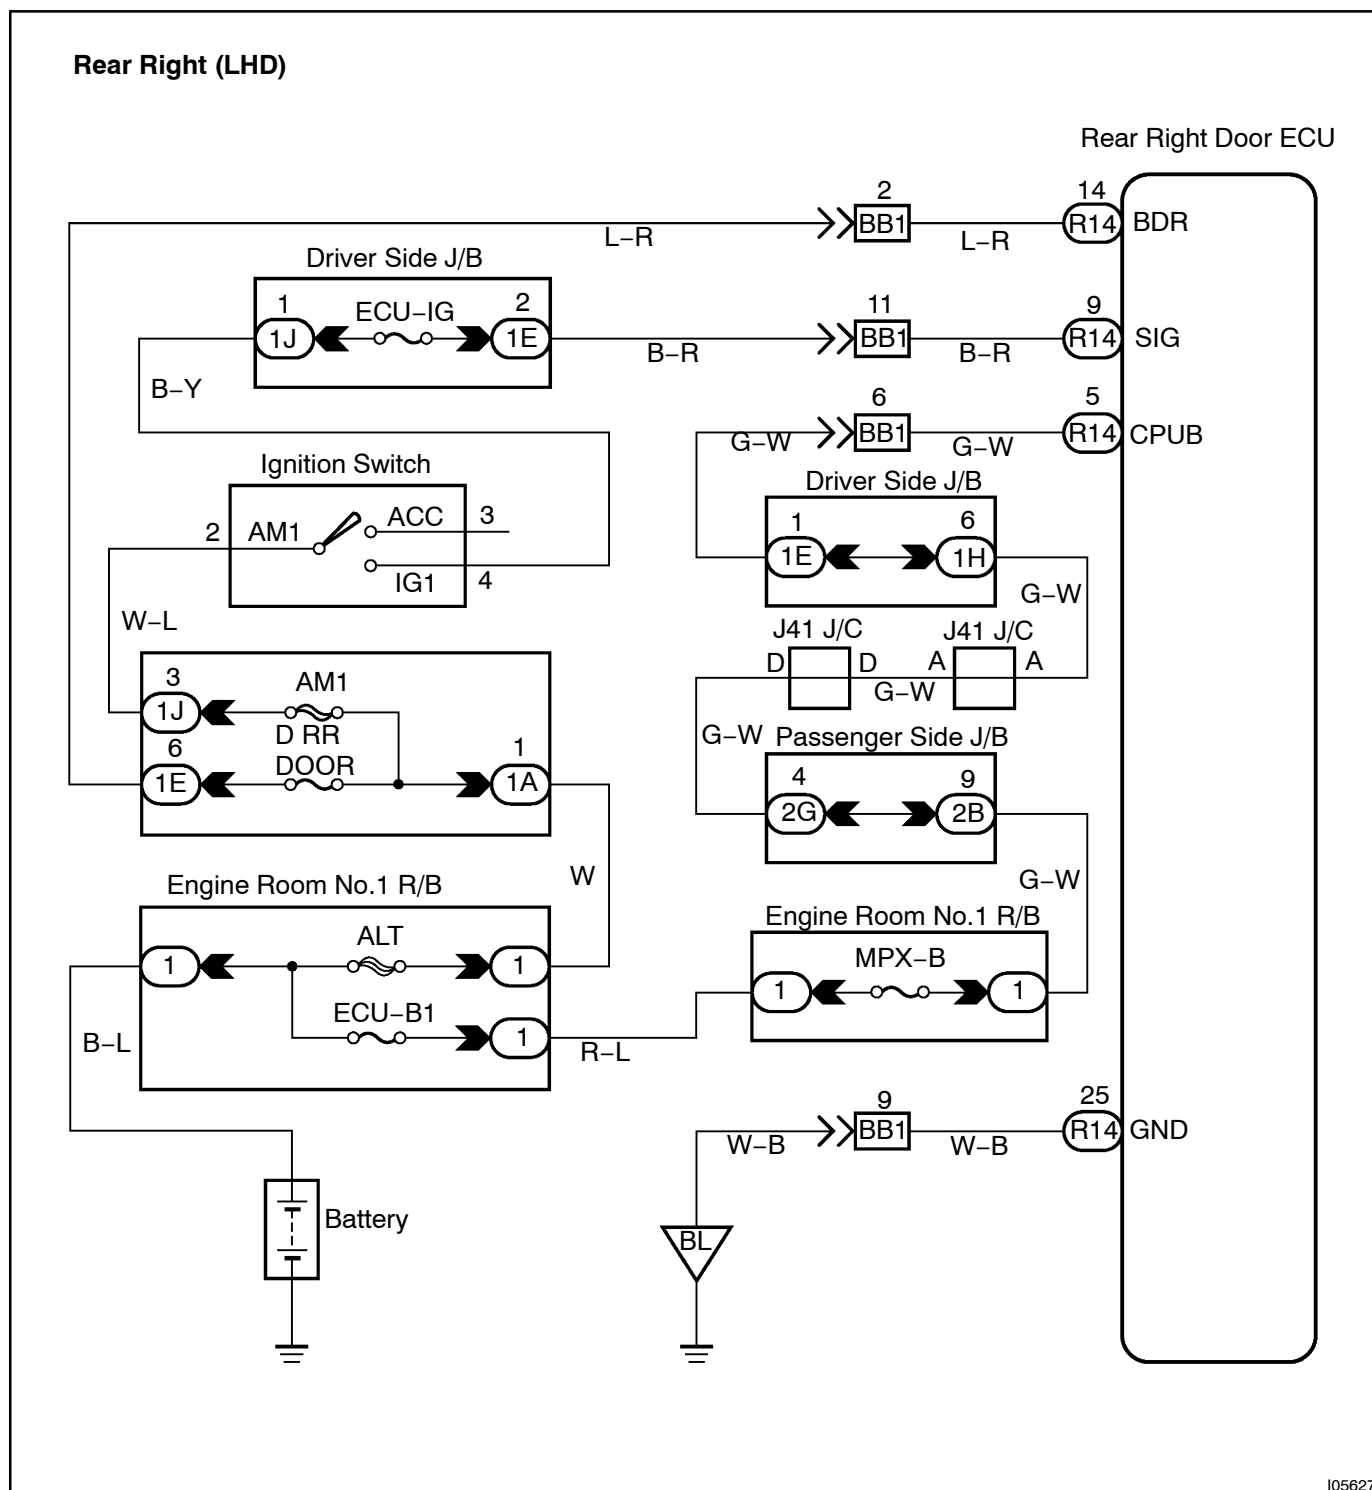 Rear Right (LHD)
Rear Right Door ECU
2
14
BB1
R14
BDR
L–R
L–R
Driver Side J/B
1
ECU–IG
2
11
9
1J
1E
BB1
R14
SIG
B–R
B–R
B–Y
6
5
G–W
BB1
G–W
R14
CPUB
Ignition Switch
Driver Side J/B
2
AM1
ACC
3
IG1
4
1
6
1E
1H
G–W
W–L
J41 J/C
J41 J/C
D
D
A
A
G–W
3
AM1
1J
D RR
DOOR
6
1
1E
1A
G–W
Passenger Side J/B
4
9
2G
2B
W
G–W
Engine Room No.1 R/B
Engine Room No.1 R/B
ALT
1
1
MPX–B
1
1
ECU–B1
1
B–L
R–L
9
25
BB1
R14
GND
W–B
W–B
Battery
BL
I05627